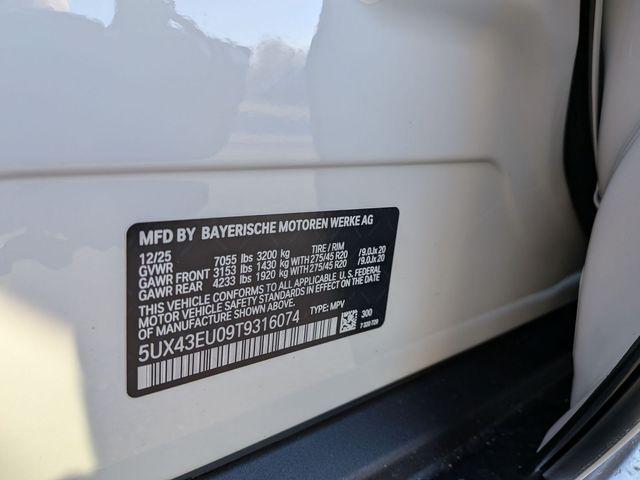 MFD BY BAYERISCHE MOTOREN WERKE AG
12/25 TIRE / RIM
GVWR 7055 lbs 3200 kg
GAWR FRONT 3153 lbs 1430 kg WITH 275/45 R20 /9.0Jx20
GAWR REAR 4233 lbs 1920 kg WITH 275/45 R20 /9.0Jx20
THIS VEHICLE CONFORMS TO ALL APPLICABLE U.S. FEDERAL
MOTOR VEHICLE SAFETY STANDARDS IN EFFECT ON THE DATE
OF MANUFACTURE SHOWN ABOVE. TYPE: MPV
5UX43EU09T9316074
300